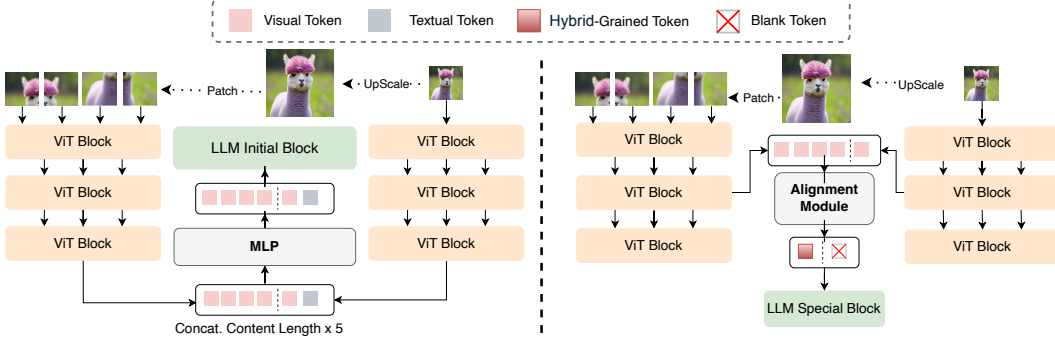 Visual Token
Textual Token
Hybrid-Grained Token
Blank Token
Patch
UpScale
ViT Block
ViT Block
ViT Block
LLM Initial Block
MLP
ViT Block
ViT Block
ViT Block
Concat. Content Length x 5
Patch
UpScale
ViT Block
ViT Block
ViT Block
Alignment
Module
LLM Special Block
ViT Block
ViT Block
ViT Block